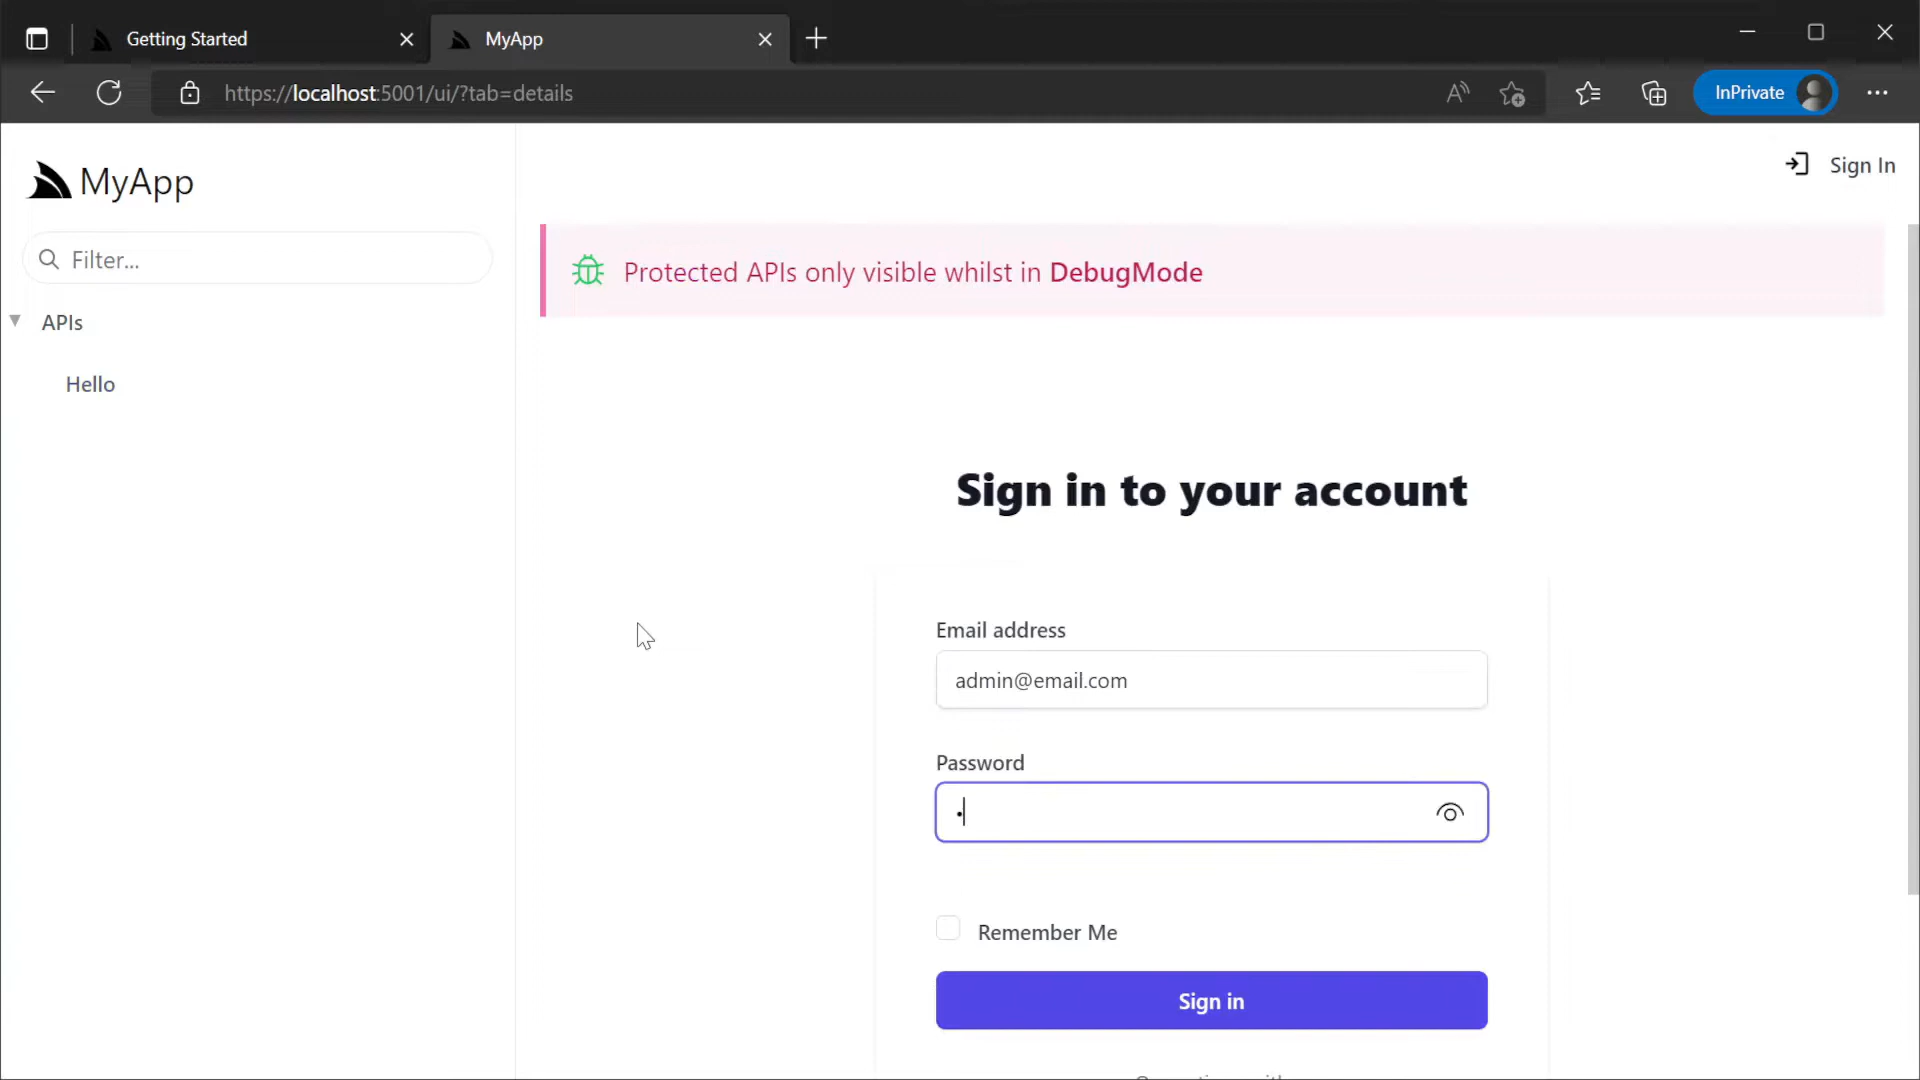 Getting Started
MyApp
https://localhost:5001/ui/?tab=details
InPrivate
MyApp
Sign In
Filter...
Protected APIs only visible whilst in DebugMode
APIs
Hello
Sign in to your account
Email address
admin@email.com
Password
Remember Me
Sign in